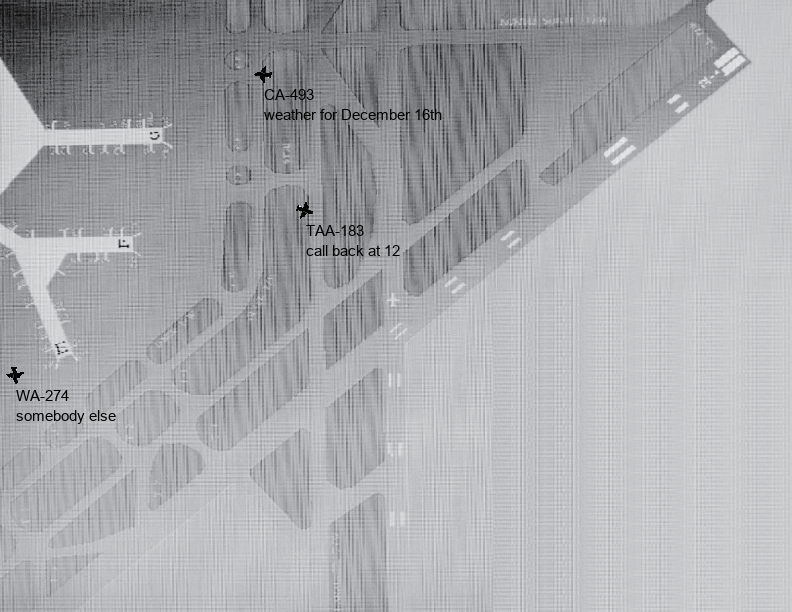 CA-493
weather for December 16th
TAA-183
call back at 12
WA-274
somebody else
G
F
E